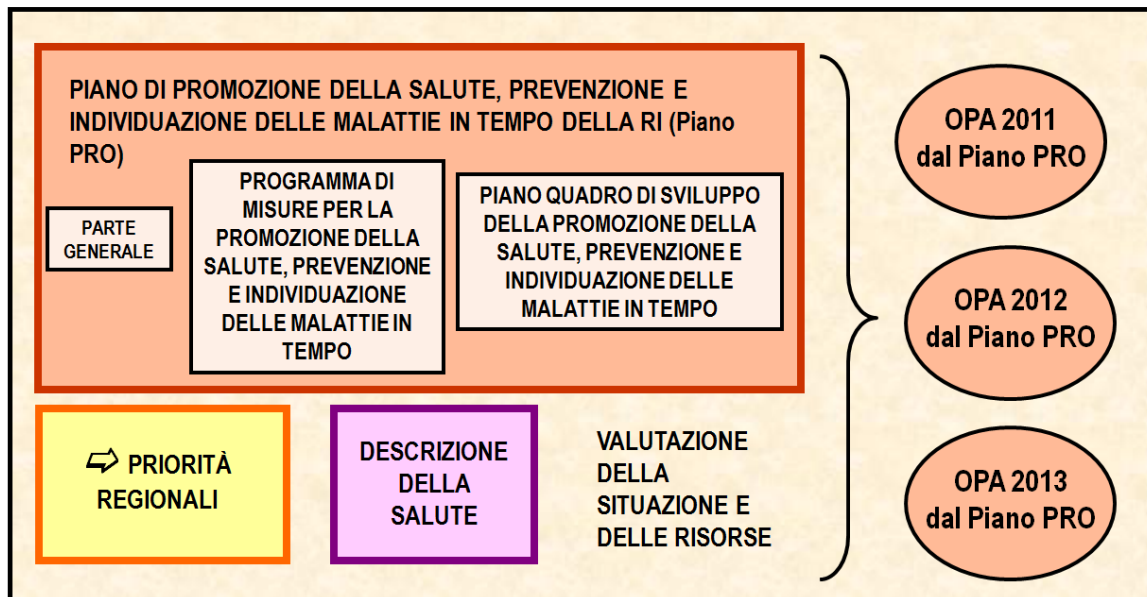 PIANO DI PROMOZIONE DELLA SALUTE, PREVENZIONE E
INDIVIDUAZIONE DELLE MALATTIE IN TEMPO DELLA RI (Piano
PRO)
PARTE
GENERALE
PROGRAMMA DI
MISURE PER LA
PROMOZIONE DELLA
SALUTE, PREVENZIONE
E INDIVIDUAZIONE
DELLE MALATTIE IN
TEMPO
PIANO QUADRO DI SVILUPPO
DELLA PROMOZIONE DELLA
SALUTE, PREVENZIONE E
INDIVIDUAZIONE DELLE
MALATTIE IN TEMPO
PRIORITÀ
REGIONALI
DESCRIZIONE
DELLA
SALUTE
VALUTAZIONE
DELLA
SITUAZIONE E
DELLE RISORSE
OPA 2011
dal Piano PRO
OPA 2012
dal Piano PRO
OPA 2013
dal Piano PRO